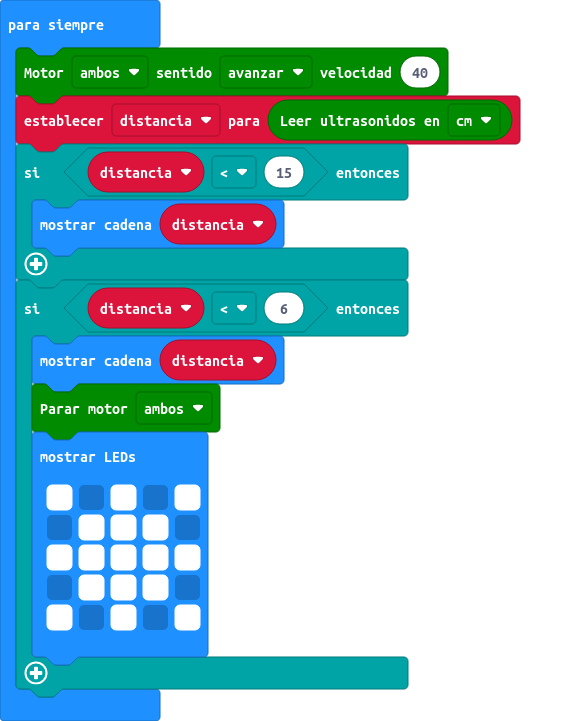 para siempre
Motor ambos sentido avanzar velocidad 40
establecer distancia para Leer ultrasonidos en cm
si distancia < 15 entonces
mostrar cadena distancia
si distancia < 6 entonces
mostrar cadena distancia
Parar motor ambos
mostrar LEDs